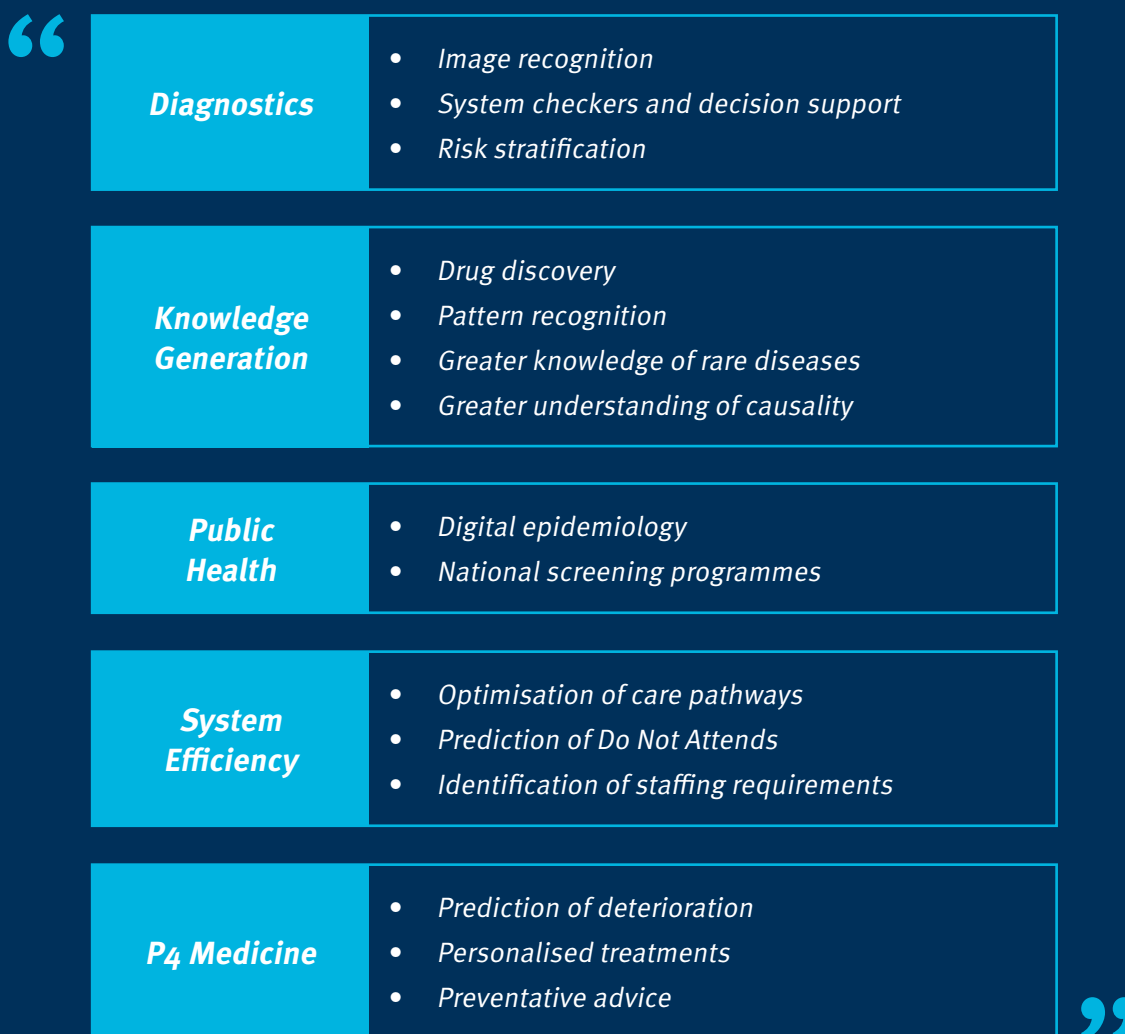 “
Diagnostics
• Image recognition
• System checkers and decision support
• Risk stratification
Knowledge
Generation
• Drug discovery
• Pattern recognition
• Greater knowledge of rare diseases
• Greater understanding of causality
Public
Health
• Digital epidemiology
• National screening programmes
System
Efficiency
• Optimisation of care pathways
• Prediction of Do Not Attends
• Identification of staffing requirements
P4 Medicine
• Prediction of deterioration
• Personalised treatments
• Preventative advice
”